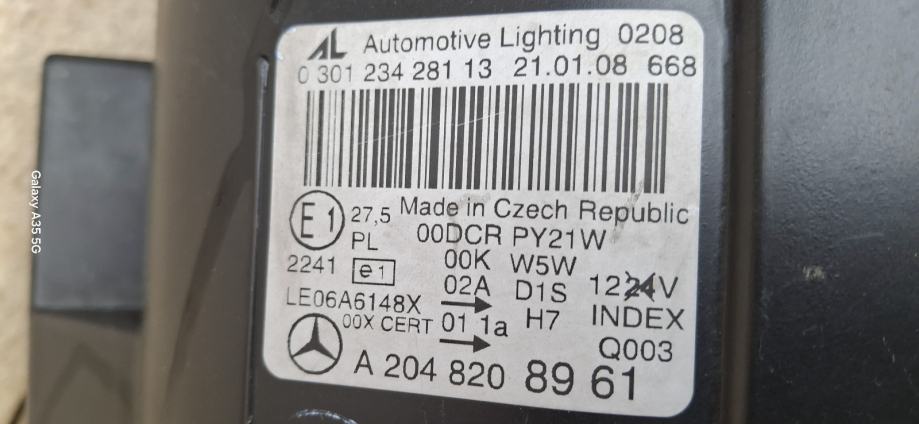 AL Automotive Lighting 0208
0 301 234 281 13 21.01.08 668
E1 27,5 Made in Czech Republic
PL 00DCR PY21W
2241 e1 00K W5W
02A D1S 1224V
LE06A6148X H7 INDEX
00X CERT 01 1a Q003
A 204 820 89 61
Galaxy A35 5G